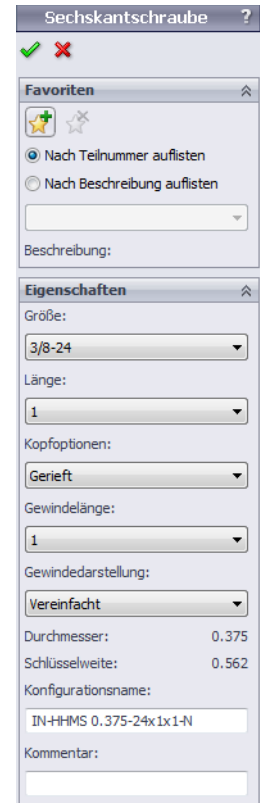 Sechskantschraube ?
Favoriten
Nach Teilnummer auflisten
Nach Beschreibung auflisten
Beschreibung:
Eigenschaften
Größe:
3/8-24
Länge:
1
Kopfoptionen:
Gerieft
Gewindelänge:
1
Gewindedarstellung:
Vereinfacht
Durchmesser: 0.375
Schlüsselweite: 0.562
Konfigurationsname:
IN-HHMS 0.375-24x1x1-N
Kommentar: